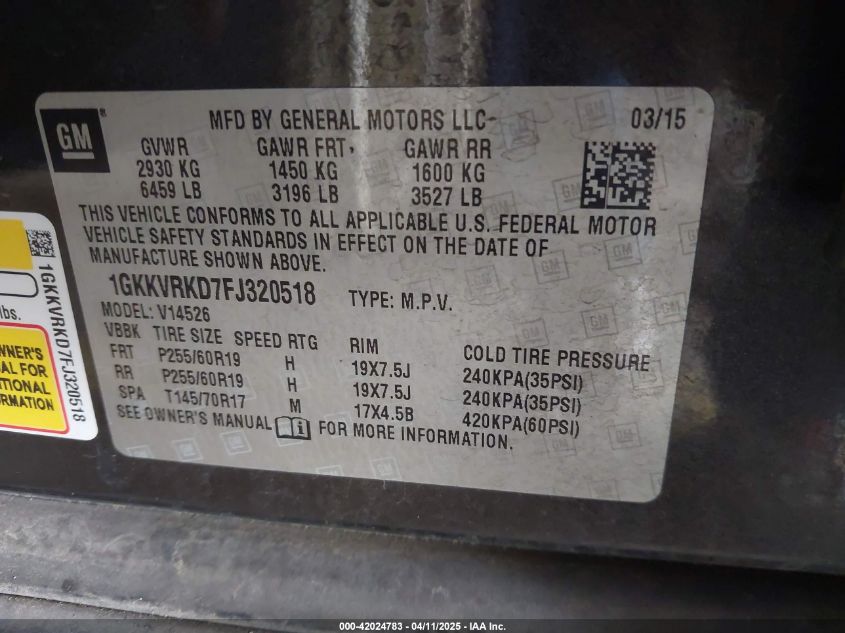 GM
MFD BY GENERAL MOTORS LLC
03/15
GVWR GAWR FRT GAWR RR
2930 KG 1450 KG 1600 KG
6459 LB 3196 LB 3527 LB
THIS VEHICLE CONFORMS TO ALL APPLICABLE U.S. FEDERAL MOTOR
VEHICLE SAFETY STANDARDS IN EFFECT ON THE DATE OF
MANUFACTURE SHOWN ABOVE.
1GKKVRKD7FJ320518 TYPE: M.P.V.
MODEL: V14526
VBBK TIRE SIZE SPEED RTG RIM COLD TIRE PRESSURE
FRT P255/60R19 H 19X7.5J 240KPA(35PSI)
RR P255/60R19 H 19X7.5J 240KPA(35PSI)
SPA T145/70R17 M 17X4.5B 420KPA(60PSI)
SEE OWNER'S MANUAL i FOR MORE INFORMATION.
1GKKVRKD7FJ320518
lbs.
OWNER'S
AL FOR
ITIONAL
RMATION
000-42024783 - 04/11/2025 - IAA Inc.